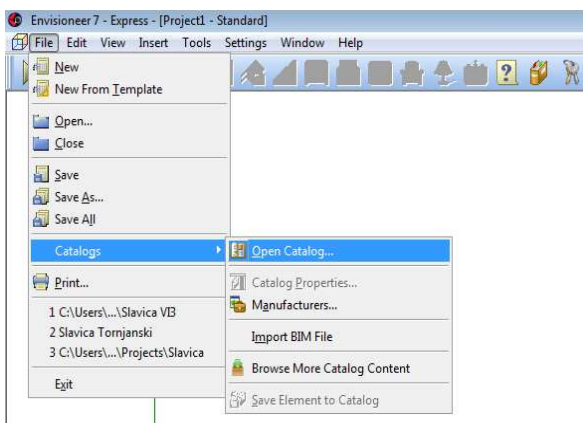 Envisioneer 7 - Express - [Project1 - Standard]
File Edit View Insert Tools Settings Window Help
New
New From Template
Open...
Close
Save
Save As...
Save All
Catalogs
Open Catalog...
Catalog Properties...
Print...
Manufacturers...
1 C:\Users\...\Slavica VI3
2 Slavica Tornjanski
Import BIM File
3 C:\Users\...\Projects\Slavica
Browse More Catalog Content
Exit
Save Element to Catalog